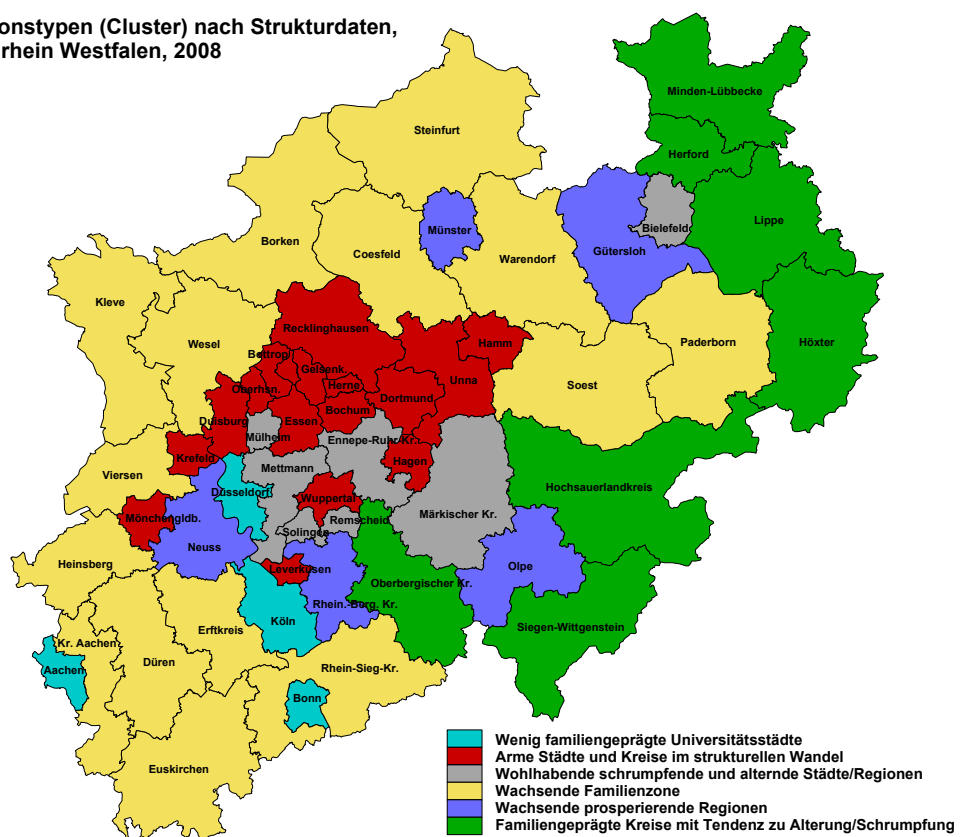 onstypen (Cluster) nach Strukturdaten,
rhein Westfalen, 2008
Minden-Lübbecke
Steinfurt
Herford
Lippe
Bielefeld
Münster
Borken
Gütersloh
Coesfeld
Warendorf
Kleve
Recklinghausen
Paderborn
Höxter
Wesel
Hamm
Bottrop
Gelsenk.
Unna
Soest
Oberhsn.
Herne
Dortmund
Bochum
Duisburg
Essen
Mülheim
Ennepe-Ruhr-Kr.
Krefeld
Hagen
Mettmann
Viersen
Hochsauerlandkreis
Düsseldorf
Wuppertal
Märkischer Kr.
Mönchengldb.
Remscheid
Solingen
Neuss
Heinsberg
Leverkusen
Olpe
Oberbergischer Kr.
Rhein.-Berg. Kr.
Köln
Siegen-Wittgenstein
Erftkreis
Kr. Aachen
Düren
Rhein-Sieg-Kr.
Aachen
Bonn
Euskirchen
Wenig familiengeprägte Universitätsstädte
Arme Städte und Kreise im strukturellen Wandel
Wohlhabende schrumpfende und alternde Städte/Regionen
Wachsende Familienzone
Wachsende prosperierende Regionen
Familiengeprägte Kreise mit Tendenz zu Alterung/Schrumpfung